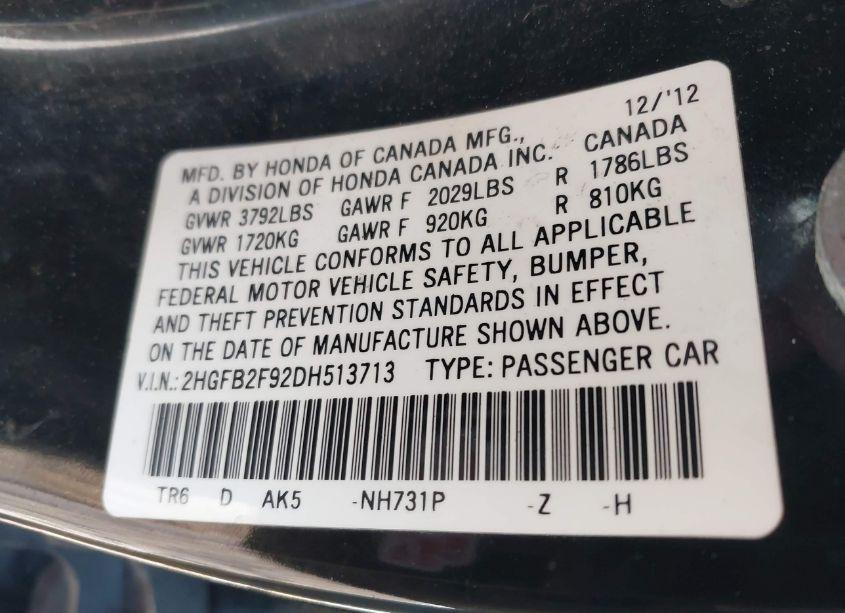 12/'12
MFD. BY HONDA OF CANADA MFG.,
A DIVISION OF HONDA CANADA INC. CANADA
GVWR 3792LBS GAWR F 2029LBS R 1786LBS
GVWR 1720KG GAWR F 920KG R 810KG
THIS VEHICLE CONFORMS TO ALL APPLICABLE
FEDERAL MOTOR VEHICLE SAFETY, BUMPER,
AND THEFT PREVENTION STANDARDS IN EFFECT
ON THE DATE OF MANUFACTURE SHOWN ABOVE.
V.I.N.:2HGFB2F92DH513713 TYPE:PASSENGER CAR
TR6 D AK5 -NH731P -Z -H